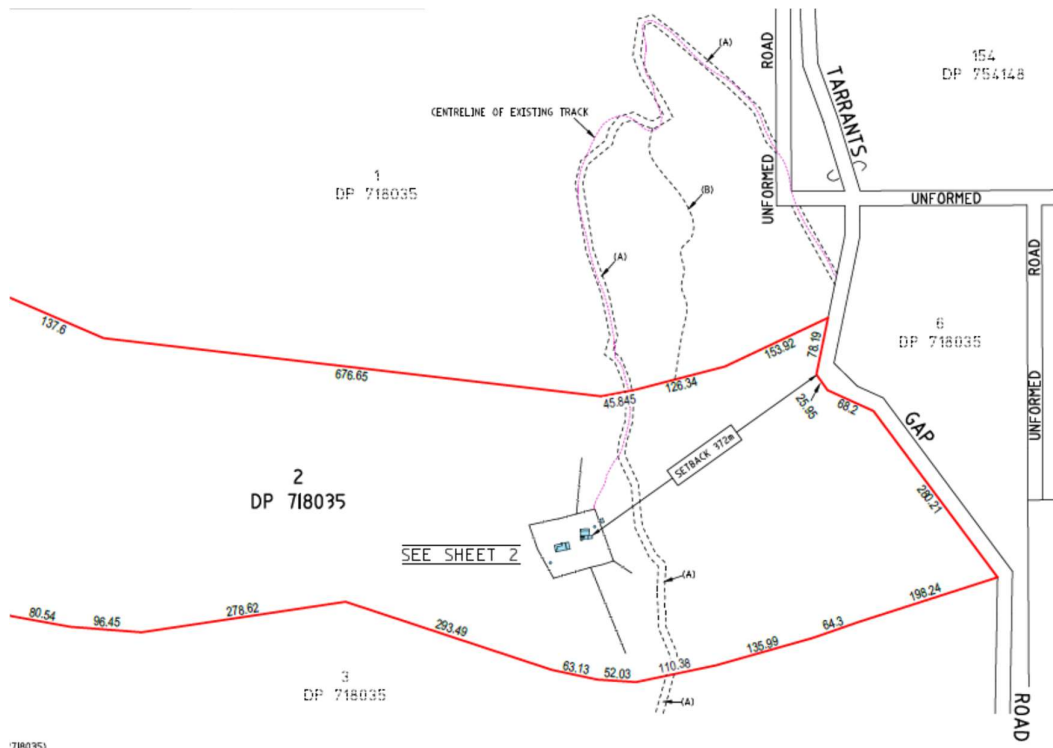 (A)
ROAD
154
DP 754148
TARRANTS
CENTRELINE OF EXISTING TRACK
1
DP 718035
UNFORMED
UNFORMED
(B)
ROAD
(A)
137.6
676.65
45.845
126.34
153.92
78.19
6
DP 718035
25.95
68.2
GAP
UNFORMED
SETBACK 372m
2
DP 718035
280.21
SEE SHEET 2
(A)
198.24
80.54
96.45
278.62
293.49
63.13
52.03
110.38
135.99
64.3
3
DP 718035
(A)
ROAD
718035)